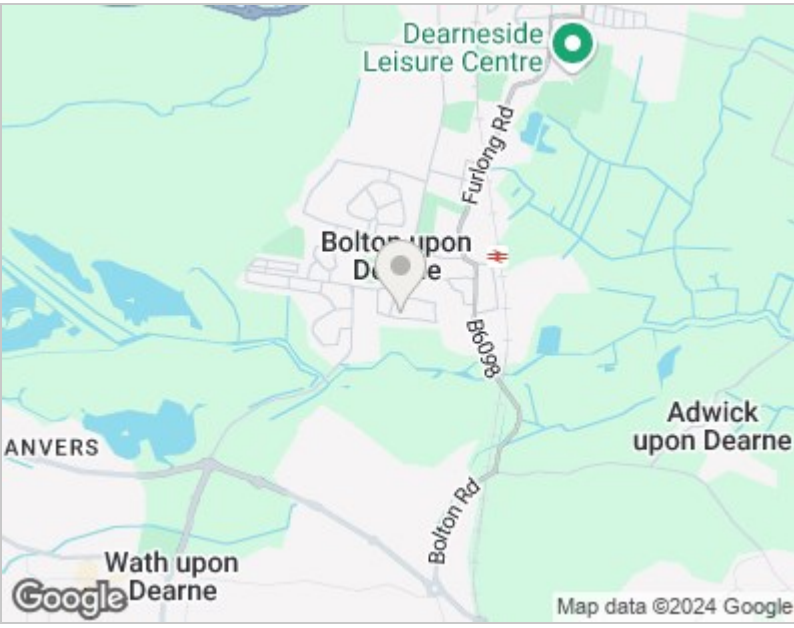 Dearneside
Leisure Centre
Furlong Rd
Bolton upon
Dearne
B6098
Adwick
upon Dearne
ANVERS
Bolton Rd
Wath upon
Dearne
Google
Map data ©2024 Google